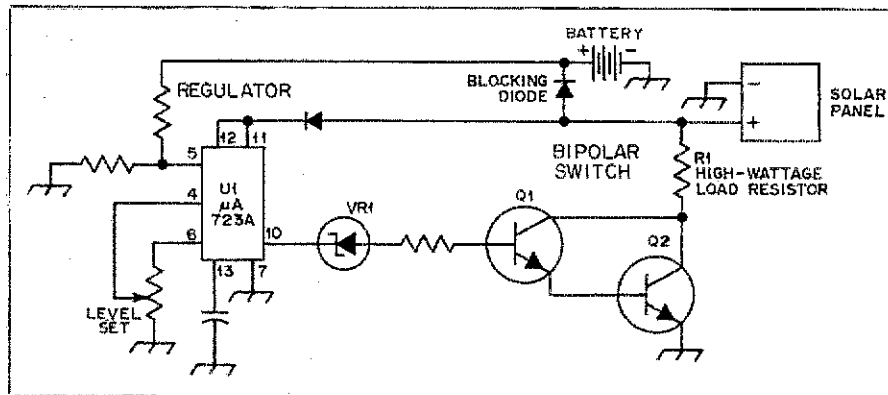 BATTERY
+ -
REGULATOR
BLOCKING
DIODE
-
+
SOLAR
PANEL
12 11
5
4
6
U1
µA
723A
10
13 7
LEVEL
SET
VR1
BIPOLAR
SWITCH
Q1
Q2
R1
HIGH-WATTAGE
LOAD RESISTOR